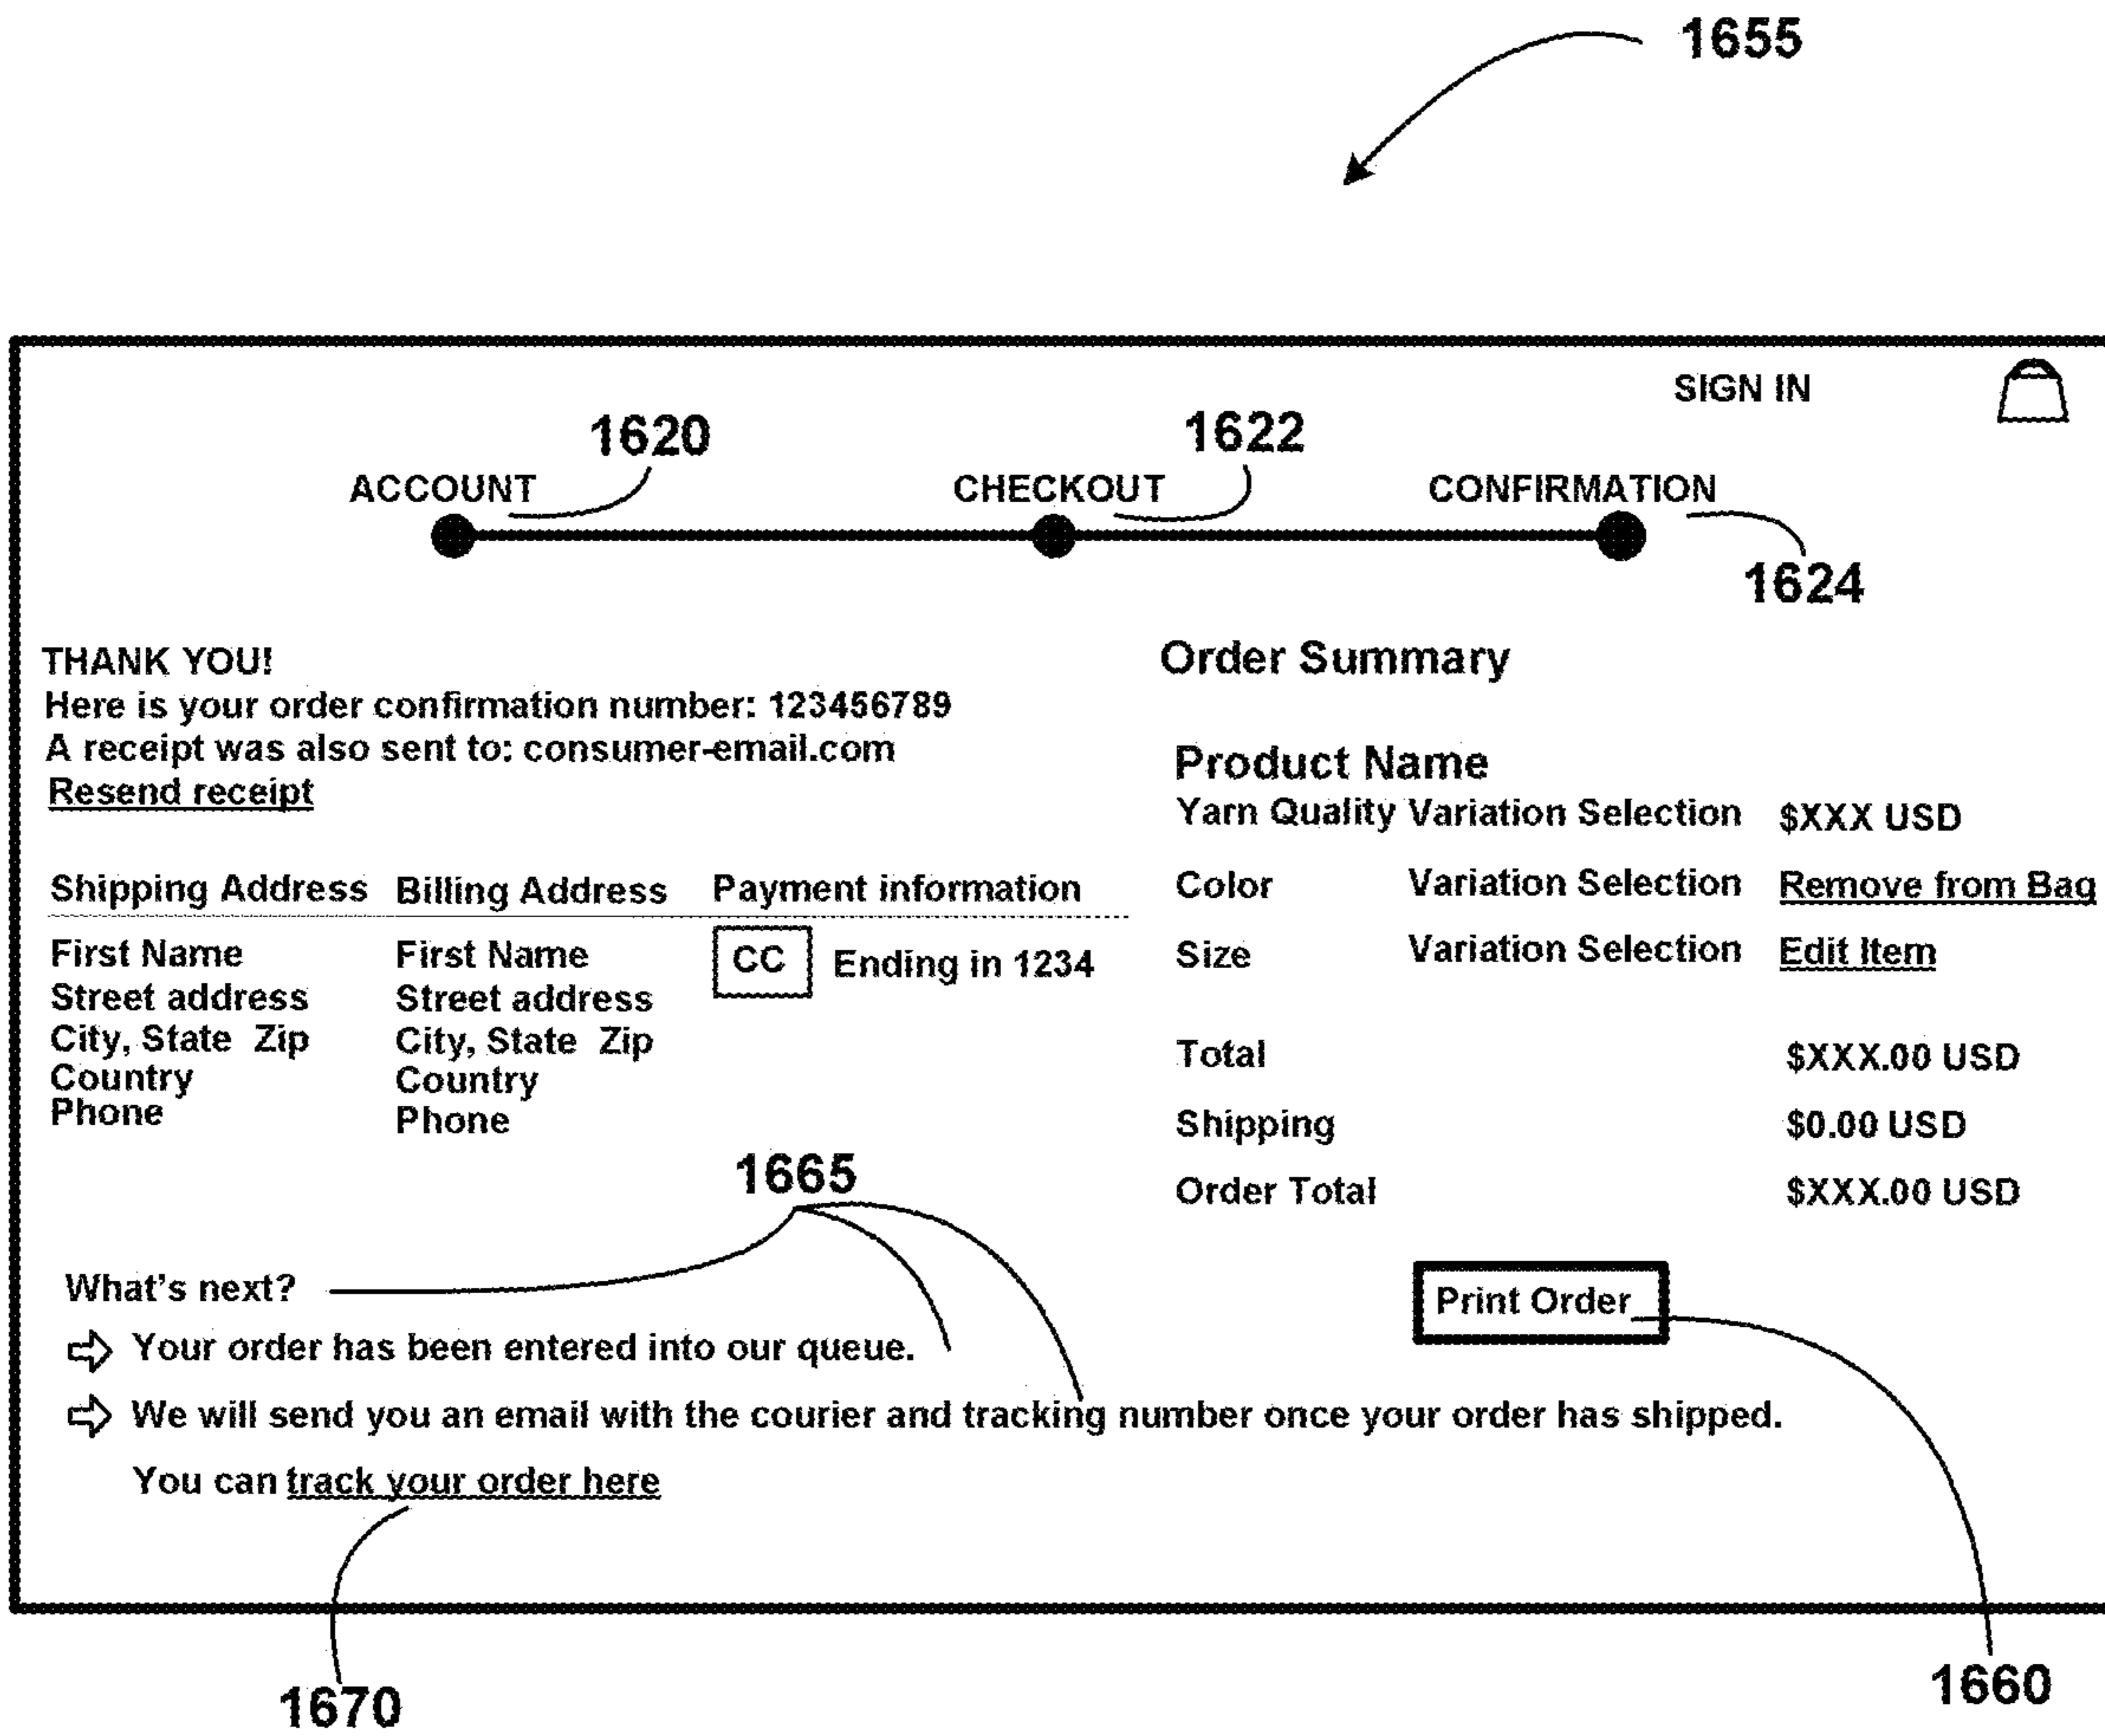 1655
SIGN IN
1620
1622
ACCOUNT
CHECKOUT
CONFIRMATION
1624
THANK YOU!
Here is your order confirmation number: 123456789
A receipt was also sent to: consumer-email.com
Resend receipt
Shipping Address Billing Address Payment information
First Name First Name CC Ending in 1234
Street address Street address
City, State Zip City, State Zip
Country Country
Phone Phone
Order Summary
Product Name
Yarn Quality Variation Selection $XXX USD
Color Variation Selection Remove from Bag
Size Variation Selection Edit Item
Total $XXX.00 USD
Shipping $0.00 USD
Order Total $XXX.00 USD
1665
What's next?
Print Order
Your order has been entered into our queue.
We will send you an email with the courier and tracking number once your order has shipped.
You can track your order here
1670
1660